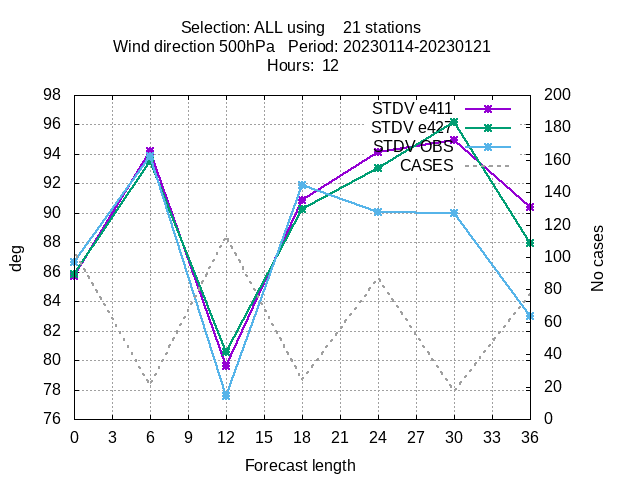 Selection: ALL using    21 stations
Wind direction 500hPa   Period: 20230114-20230121
Hours:  12
98
96
94
92
90
88
86
84
82
80
78
76
200
180
160
140
120
100
80
60
40
20
0
STDV e411
STDV e427
STDV OBS
CASES
deg
No cases
0 3 6 9 12 15 18 21 24 27 30 33 36
Forecast length